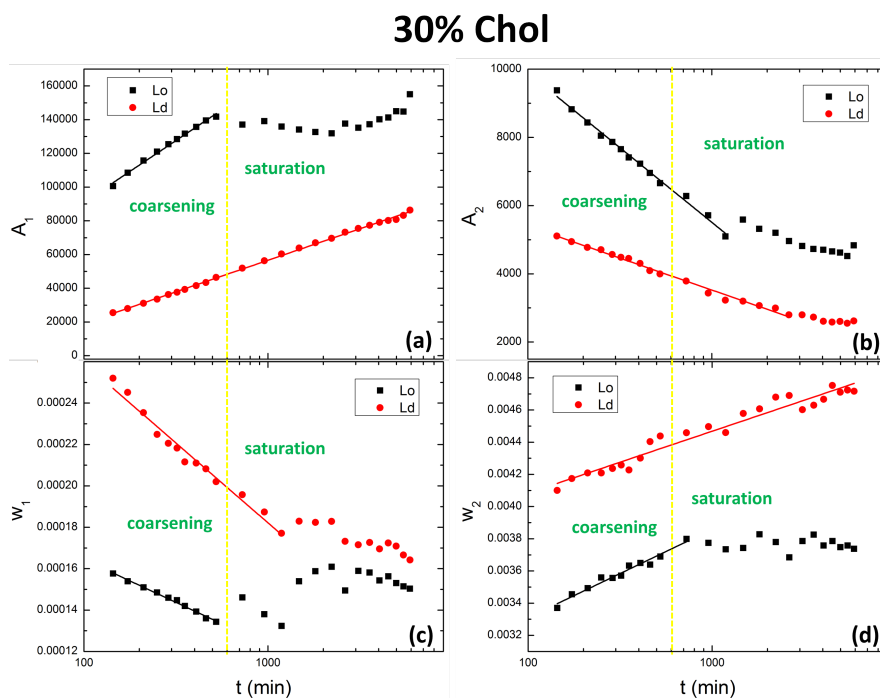 30% Chol
160000
140000
120000
100000
80000
60000
40000
20000
0
A1
Lo
Ld
coarsening
saturation
(a)
10000
8000
6000
4000
2000
A2
Lo
Ld
coarsening
saturation
(b)
0.00024
0.00022
0.00020
0.00018
0.00016
0.00014
0.00012
w1
Lo
Ld
saturation
coarsening
(c)
100
1000
t (min)
0.0048
0.0046
0.0044
0.0042
0.0040
0.0038
0.0036
0.0034
0.0032
w2
Lo
Ld
saturation
coarsening
(d)
100
1000
t (min)